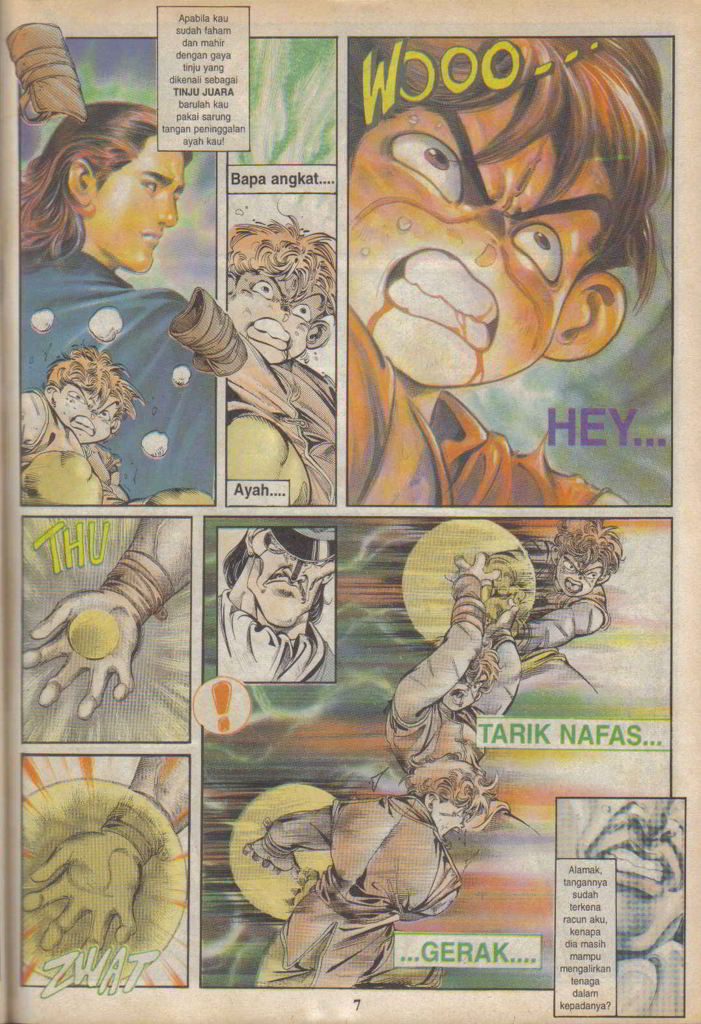 Apabila kau
sudah faham
dan mahir
dengan gaya
tinju yang
dikenali sebagai
TINJU JUARA
barulah kau
pakai sarung
tangan peninggalan
ayah kau!
Bapa angkat....
Ayah....
WOOO---
HEY...
THU
ZWAT
!
TARIK NAFAS...
...GERAK....
Alamak,
tangannya
sudah
terkena
racun aku,
kenapa
dia masih
mampu
mengalirkan
tenaga
dalam
kepadanya?
7